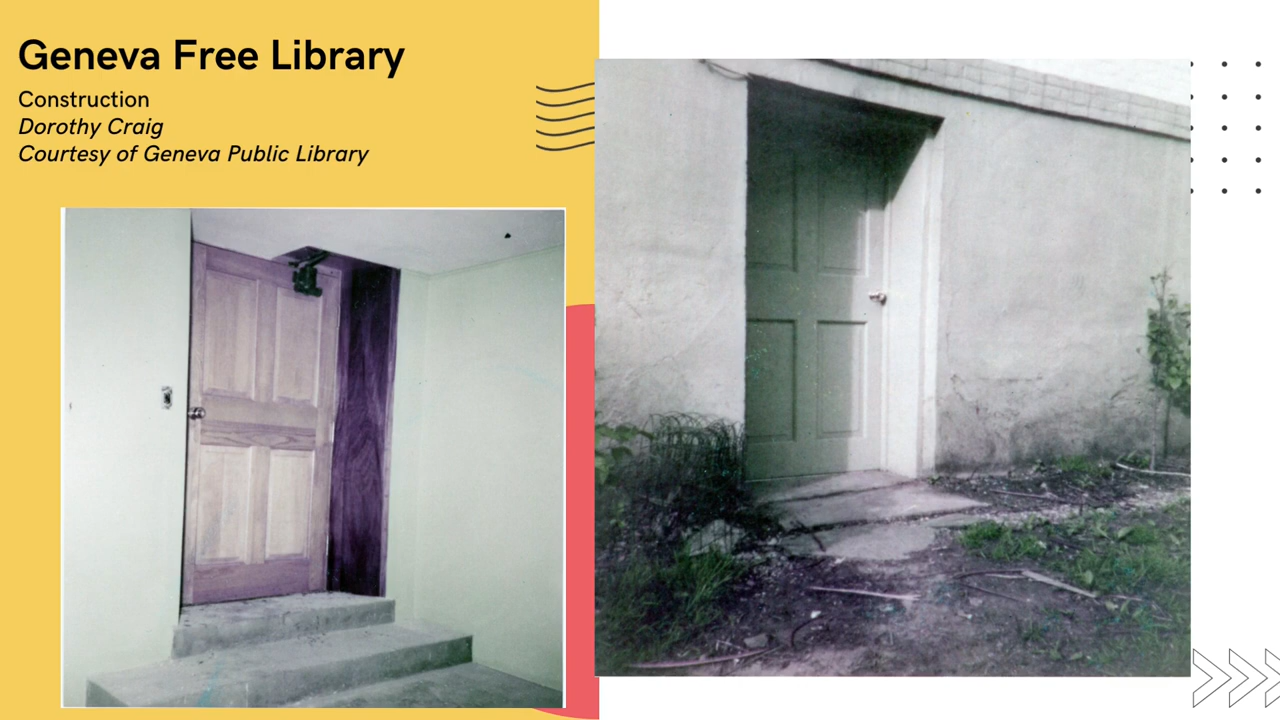 Geneva Free Library
Construction
Dorothy Craig
Courtesy of Geneva Public Library